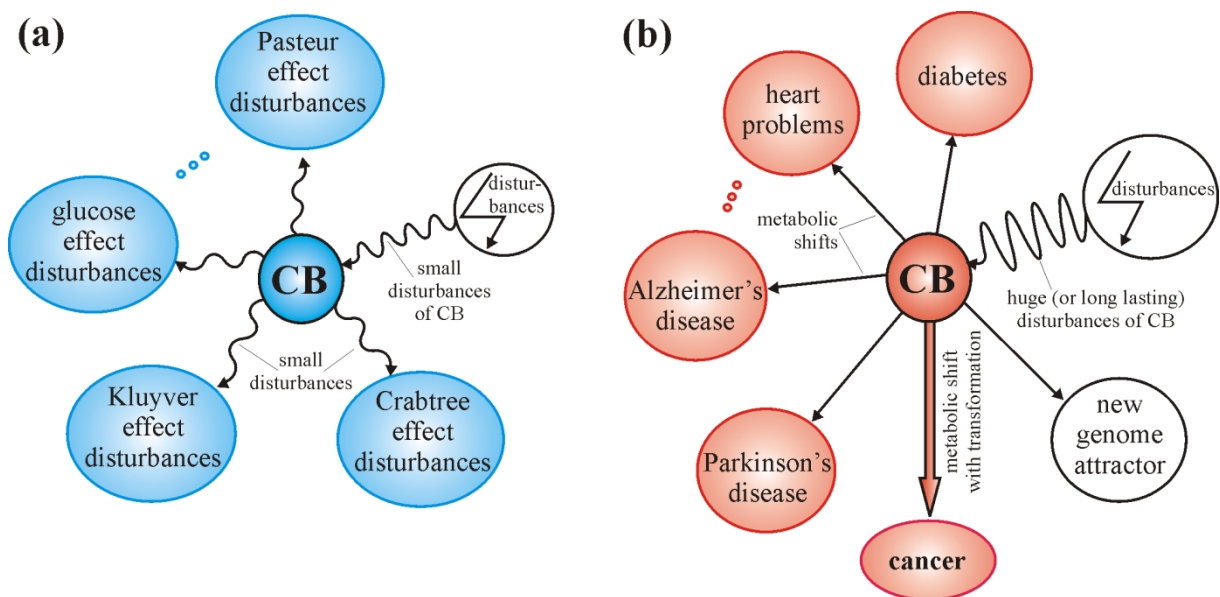 (a)
Pasteur
effect
disturbances
glucose
effect
disturbances
distur-
bances
CB
small
disturbances
of CB
small
disturbances
Kluyver
effect
disturbances
Crabtree
effect
disturbances
(b)
heart
problems
diabetes
disturbances
metabolic
shifts
CB
Alzheimer's
disease
huge (or long lasting)
disturbances of CB
Parkinson's
disease
metabolic shift
with transformation
new
genome
attractor
cancer